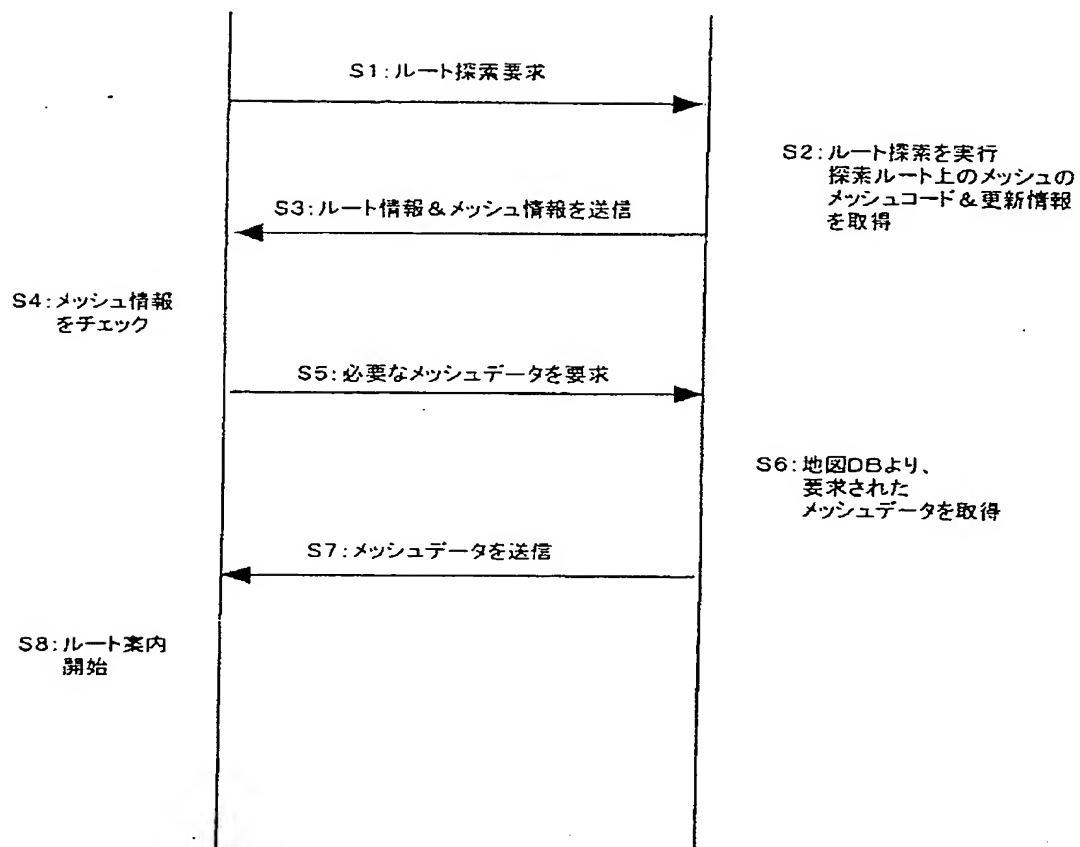 S1:ルート探索要求
S2:ルート探索を実行
探索ルート上のメッシュの
メッシュコード&更新情報
を取得
S3:ルート情報&メッシュ情報を送信
S4:メッシュ情報
をチェック
S5:必要なメッシュデータを要求
S6:地図DBより、
要求された
メッシュデータを取得
S7:メッシュデータを送信
S8:ルート案内
開始